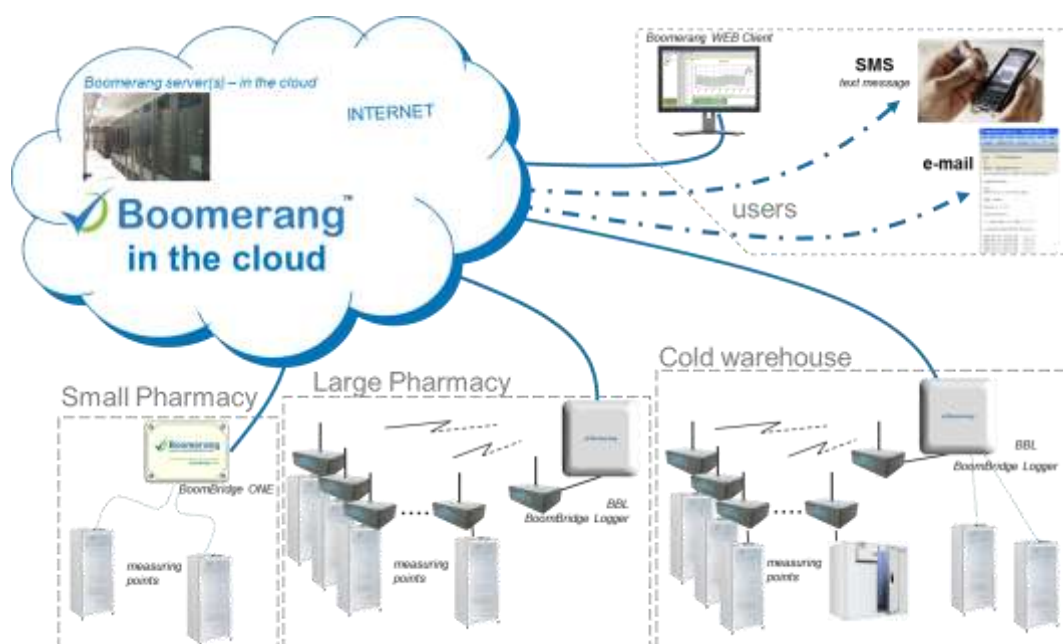 Boomerang server(s) – in the cloud
INTERNET
Boomerang™
in the cloud
Boomerang WEB Client
SMS
text message
e-mail
users
Small Pharmacy
Boomerang
BoomBridge ONE
measuring
points
Large Pharmacy
BBL
BoomBridge Logger
measuring
points
Cold warehouse
BBL
BoomBridge Logger
measuring
points